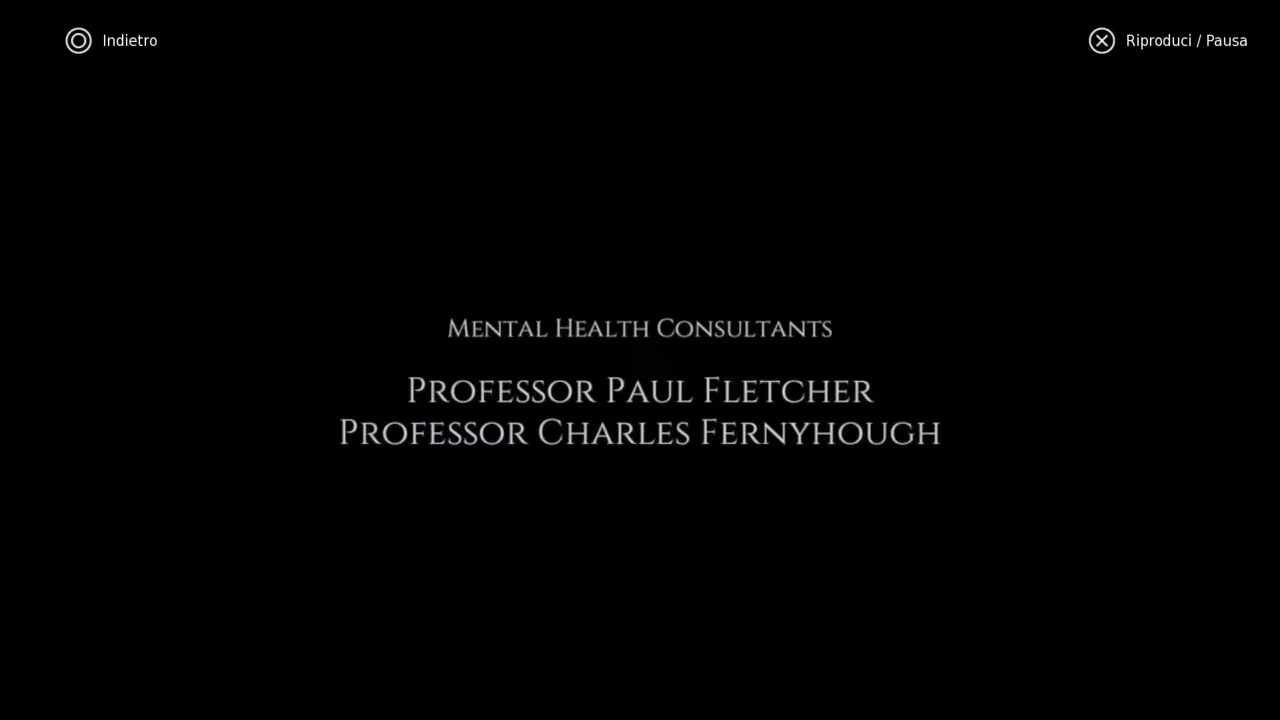 Indietro
Riproduci / Pausa
Mental Health Consultants
Professor Paul Fletcher
Professor Charles Fernyhough